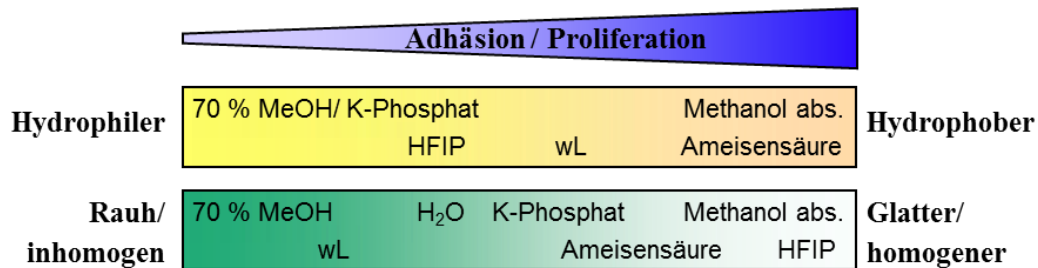 Adhäsion / Proliferation
Hydrophiler
70 % MeOH/ K-Phosphat
Methanol abs.
HFIP
wL
Ameisensäure
Hydrophober
Rauh/
inhomogen
70 % MeOH
H₂O
K-Phosphat
Methanol abs.
wL
Ameisensäure
HFIP
Glatter/
homogener